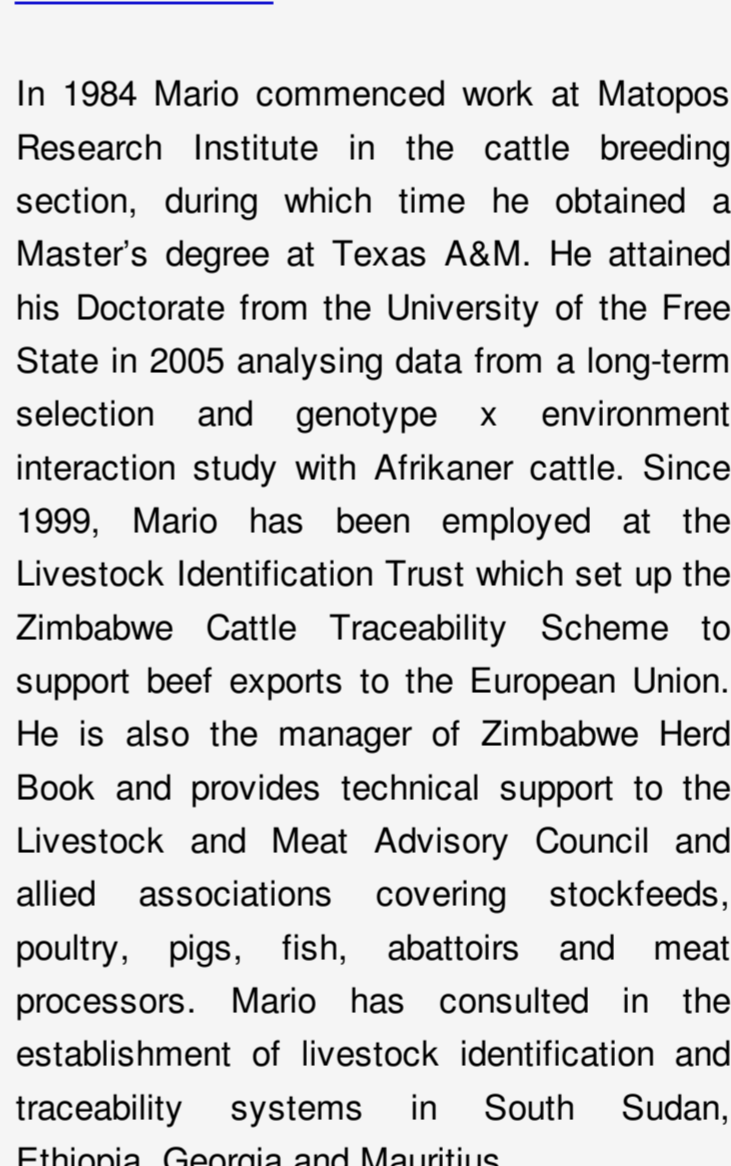 In 1984 Mario commenced work at Matopos
Research Institute in the cattle breeding
section, during which time he obtained a
Master’s degree at Texas A&M. He attained
his Doctorate from the University of the Free
State in 2005 analysing data from a long-term
selection and genotype x environment
interaction study with Afrikaner cattle. Since
1999, Mario has been employed at the
Livestock Identification Trust which set up the
Zimbabwe Cattle Traceability Scheme to
support beef exports to the European Union.
He is also the manager of Zimbabwe Herd
Book and provides technical support to the
Livestock and Meat Advisory Council and
allied associations covering stockfeeds,
poultry, pigs, fish, abattoirs and meat
processors. Mario has consulted in the
establishment of livestock identification and
traceability systems in South Sudan,
Ethiopia, Georgia and Mauritius.